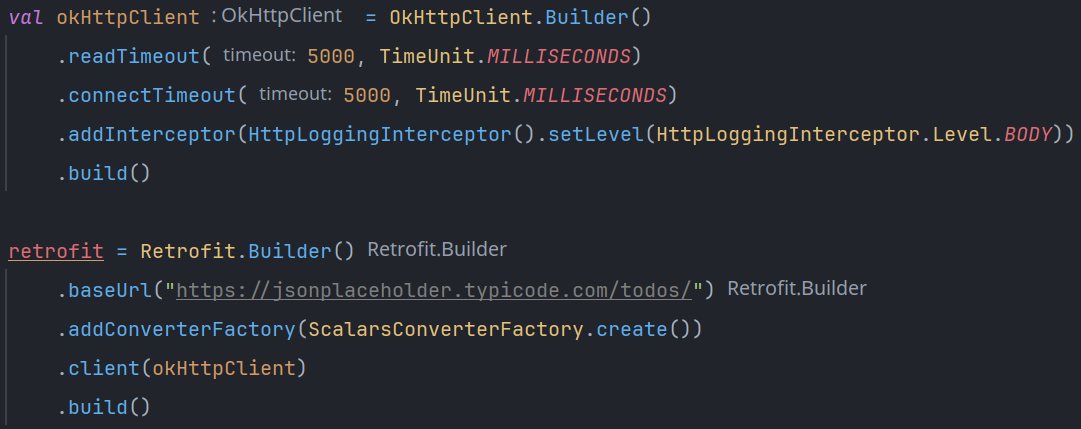 val okHttpClient : OkHttpClient = OkHttpClient.Builder()
.readTimeout( timeout: 5000, TimeUnit.MILLISECONDS)
.connectTimeout( timeout: 5000, TimeUnit.MILLISECONDS)
.addInterceptor(HttpLoggingInterceptor().setLevel(HttpLoggingInterceptor.Level.BODY))
.build()
retrofit = Retrofit.Builder() Retrofit.Builder
.baseUrl("https://jsonplaceholder.typicode.com/todos/") Retrofit.Builder
.addConverterFactory(ScalarsConverterFactory.create())
.client(okHttpClient)
.build()